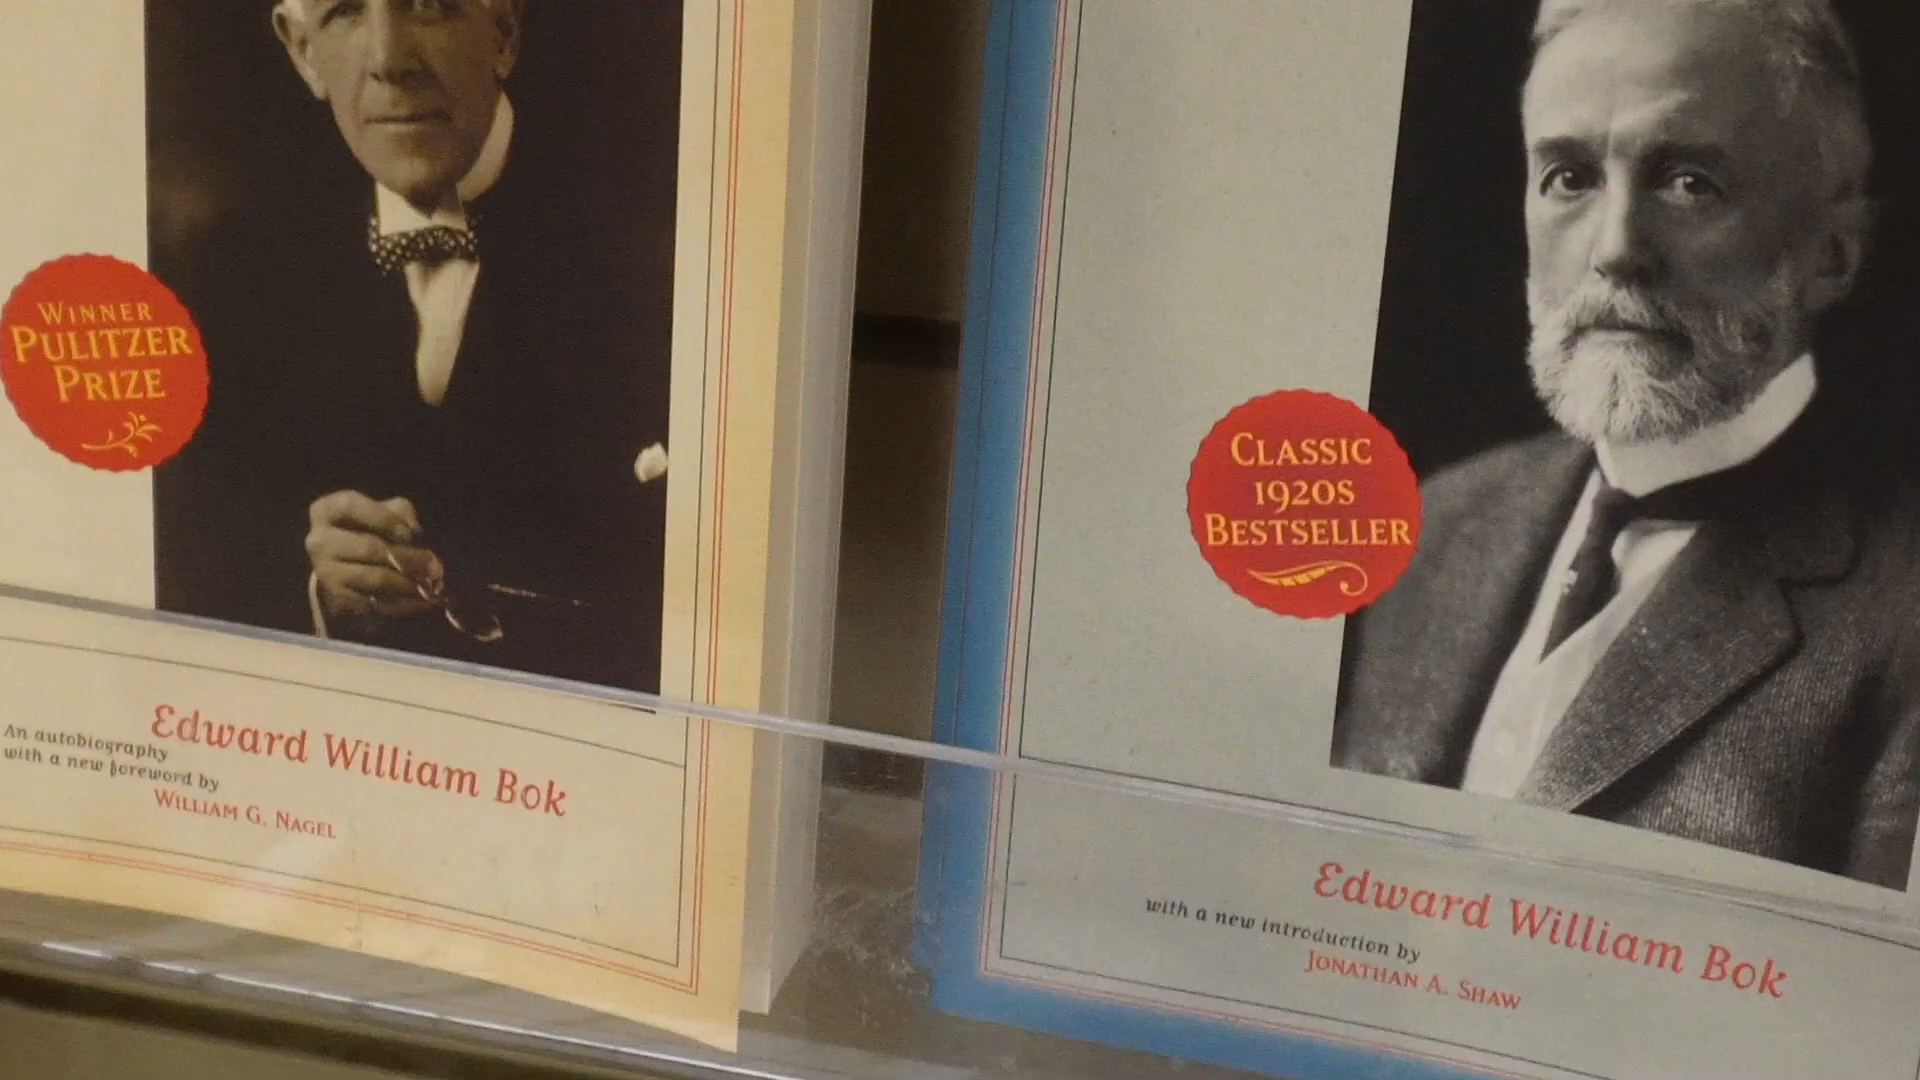 WINNER
PULITZER
PRIZE
Edward William Bok
An autobiography
with a new foreword by
WILLIAM G. NAGEL
CLASSIC
1920S
BESTSELLER
Edward William Bok
with a new introduction by
JONATHAN A. SHAW